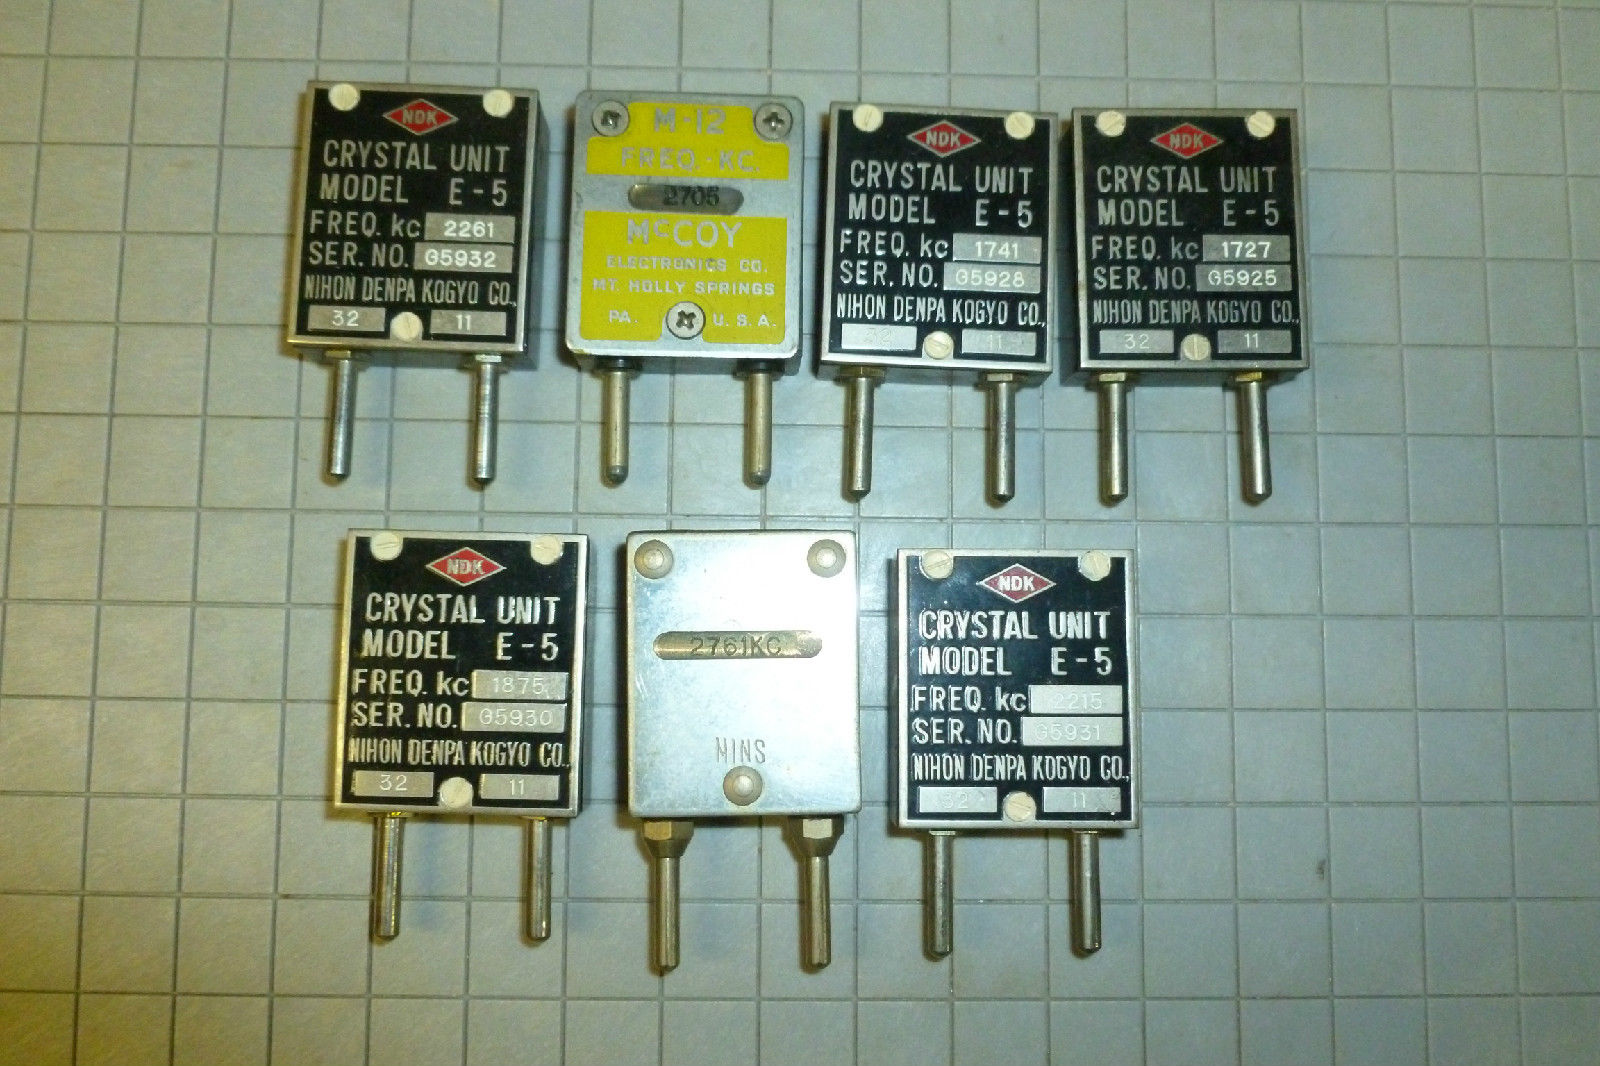 NDK
CRYSTAL UNIT
MODEL E-5
FREQ. kc 2261
SER. NO. G5932
NIHON DENPA KOGYO CO.,
32 11
M-12
FREQ.-KC.
2705
McCOY
ELECTRONICS CO.
MT. HOLLY SPRINGS
PA. U.S.A.
NDK
CRYSTAL UNIT
MODEL E-5
FREQ. kc 1741
SER. NO. G5928
NIHON DENPA KOGYO CO.,
32 11
NDK
CRYSTAL UNIT
MODEL E-5
FREQ. kc 1727
SER. NO. G5925
NIHON DENPA KOGYO CO.,
32 11
NDK
CRYSTAL UNIT
MODEL E-5
FREQ. kc 1875
SER. NO. G5930
NIHON DENPA KOGYO CO.,
32 11
2761KC
NINS
NDK
CRYSTAL UNIT
MODEL E-5
FREQ. kc 2215
SER. NO. G5931
NIHON DENPA KOGYO CO.,
32 11